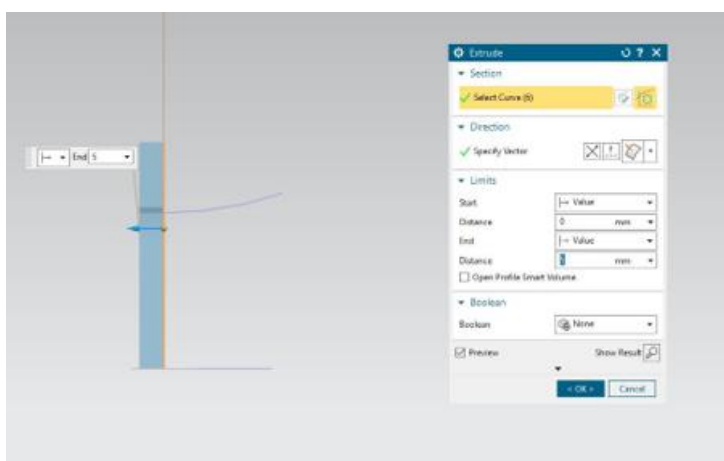 Extrude
Section
Select Curve (6)
Direction
Specify Vector
Limits
Start Value
Distance 0 mm
End Value
Distance 5 mm
Open Profile Smart Volume
Boolean
Boolean None
Preview Show Result
< OK > Cancel
End 5